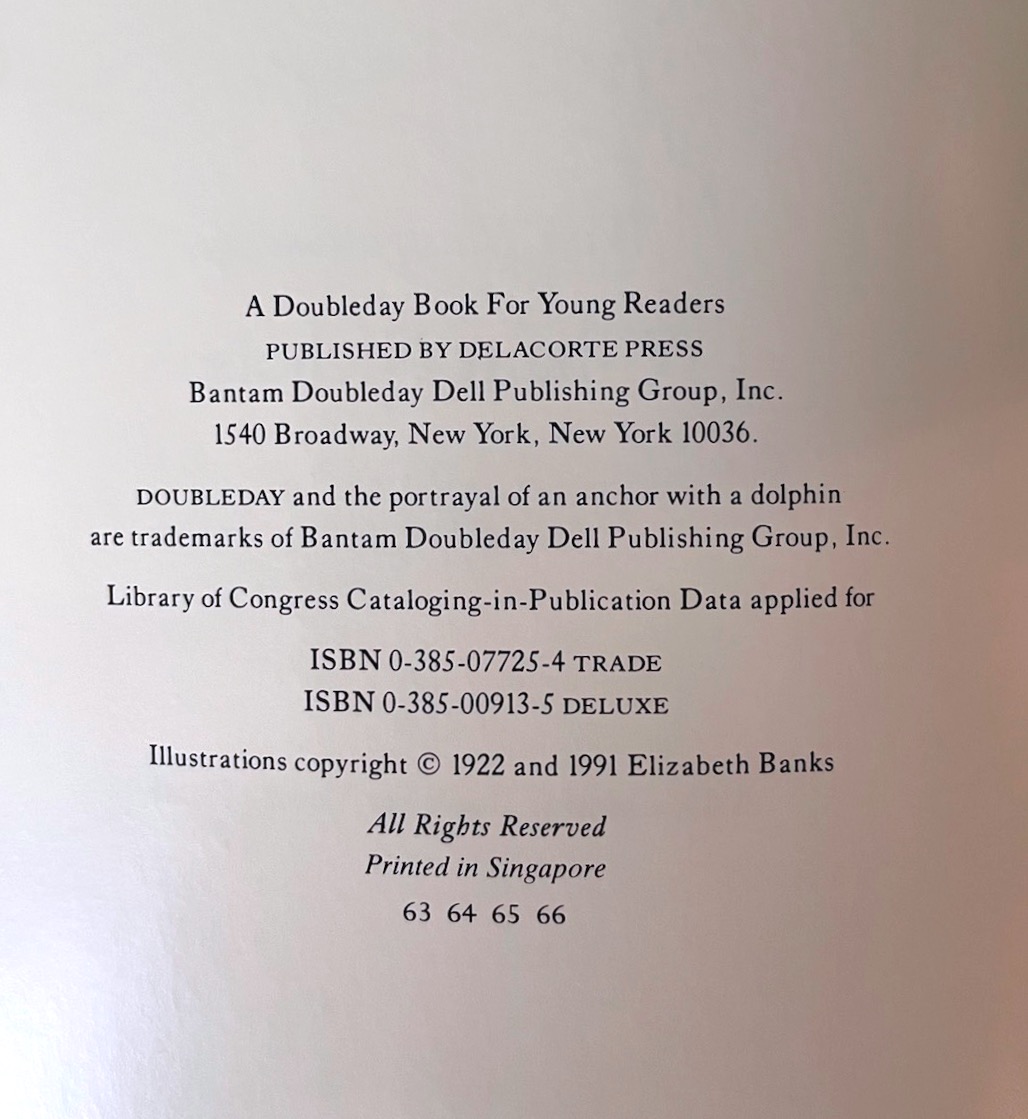 A Doubleday Book For Young Readers
PUBLISHED BY DELACORTE PRESS
Bantam Doubleday Dell Publishing Group, Inc.
1540 Broadway, New York, New York 10036.
DOUBLEDAY and the portrayal of an anchor with a dolphin
are trademarks of Bantam Doubleday Dell Publishing Group, Inc.
Library of Congress Cataloging-in-Publication Data applied for
ISBN 0-385-07725-4 TRADE
ISBN 0-385-00913-5 DELUXE
Illustrations copyright © 1922 and 1991 Elizabeth Banks
All Rights Reserved
Printed in Singapore
63 64 65 66